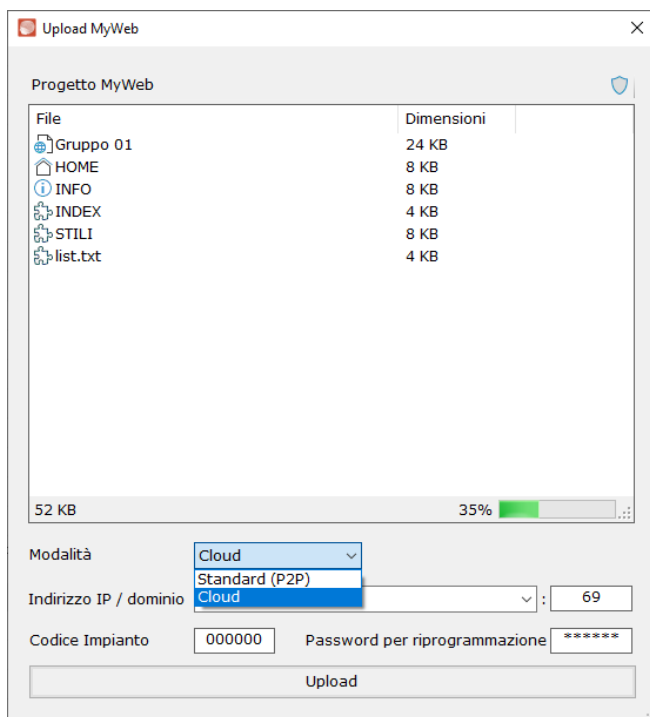 Upload MyWeb
Progetto MyWeb
File Dimensioni
Gruppo 01 24 KB
HOME 8 KB
INFO 8 KB
INDEX 4 KB
STILI 8 KB
list.txt 4 KB
52 KB 35%
Modalità Cloud
Standard (P2P)
Indirizzo IP / dominio Cloud : 69
Codice Impianto 000000 Password per riprogrammazione ******
Upload